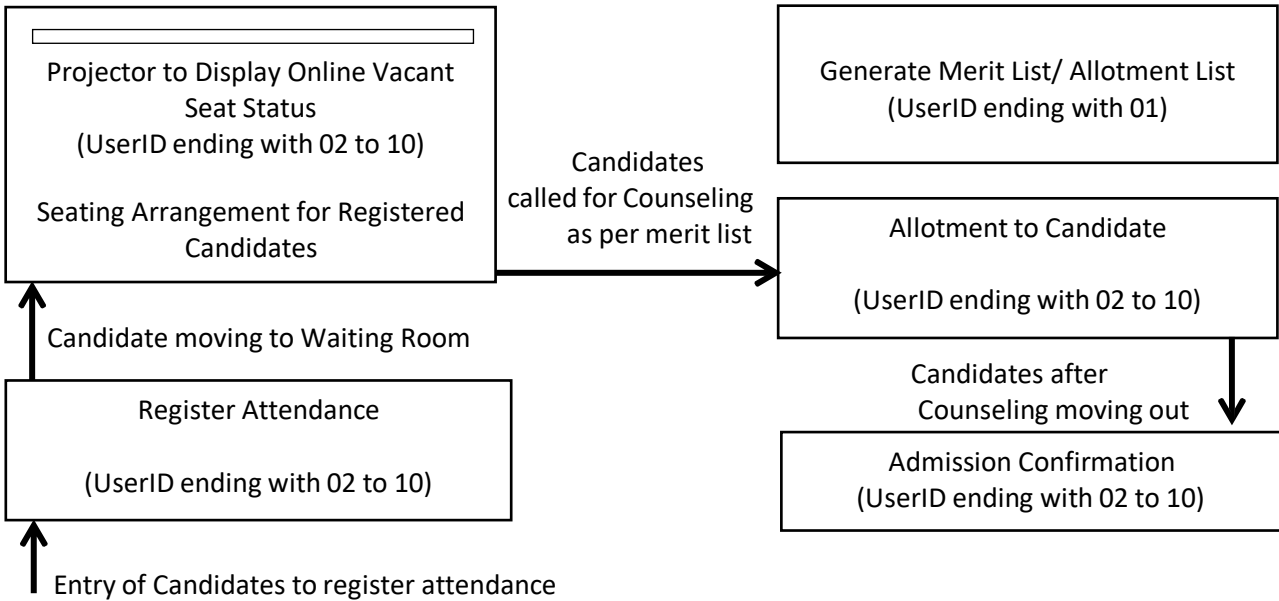 Projector to Display Online Vacant
Seat Status
(UserID ending with 02 to 10)
Seating Arrangement for Registered
Candidates
Generate Merit List/ Allotment List
(UserID ending with 01)
Candidates
called for Counseling
as per merit list
Allotment to Candidate
(UserID ending with 02 to 10)
Candidate moving to Waiting Room
Candidates after
Counseling moving out
Register Attendance
(UserID ending with 02 to 10)
Admission Confirmation
(UserID ending with 02 to 10)
Entry of Candidates to register attendance